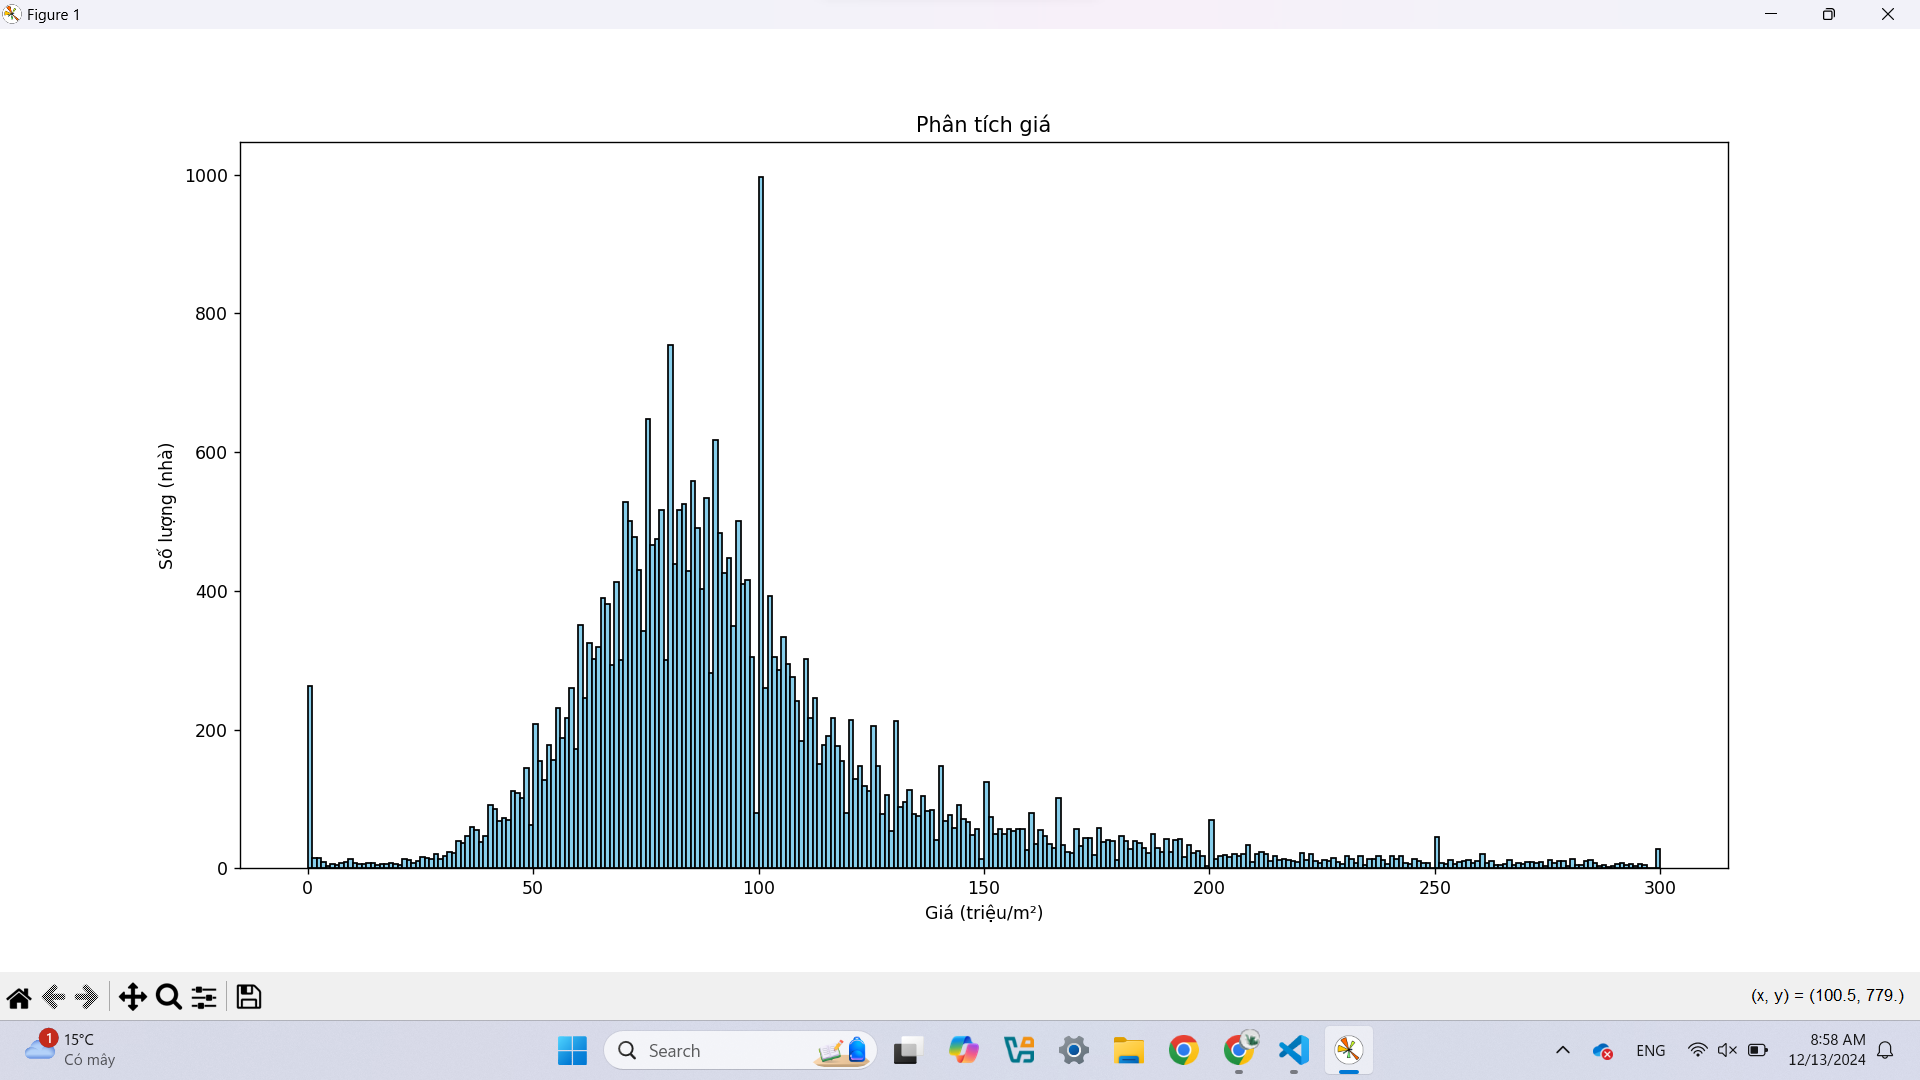 Figure 1
Phân tích giá
1000
800
600
400
200
0
Số lượng (nhà)
0 50 100 150 200 250 300
Giá (triệu/m²)
(x, y) = (100.5, 779.)
1
15°C
Có mây
Search
ENG
8:58 AM
12/13/2024